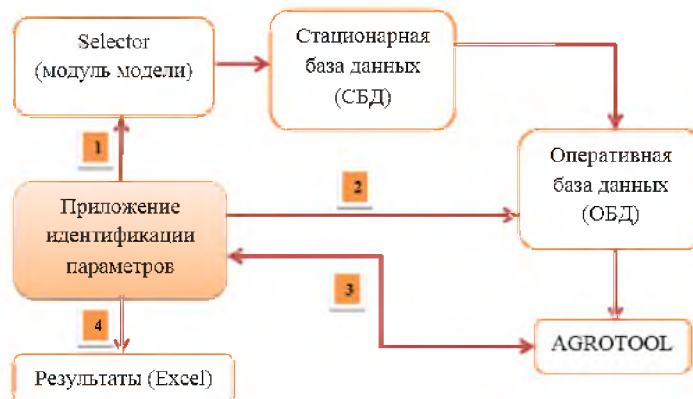 Selector
(модуль модели)
Стационарная
база данных
(СБД)
1
2
Оперативная
база данных
(ОБД)
Приложение
идентификации
параметров
3
4
AGROTOOL
Результаты (Excel)